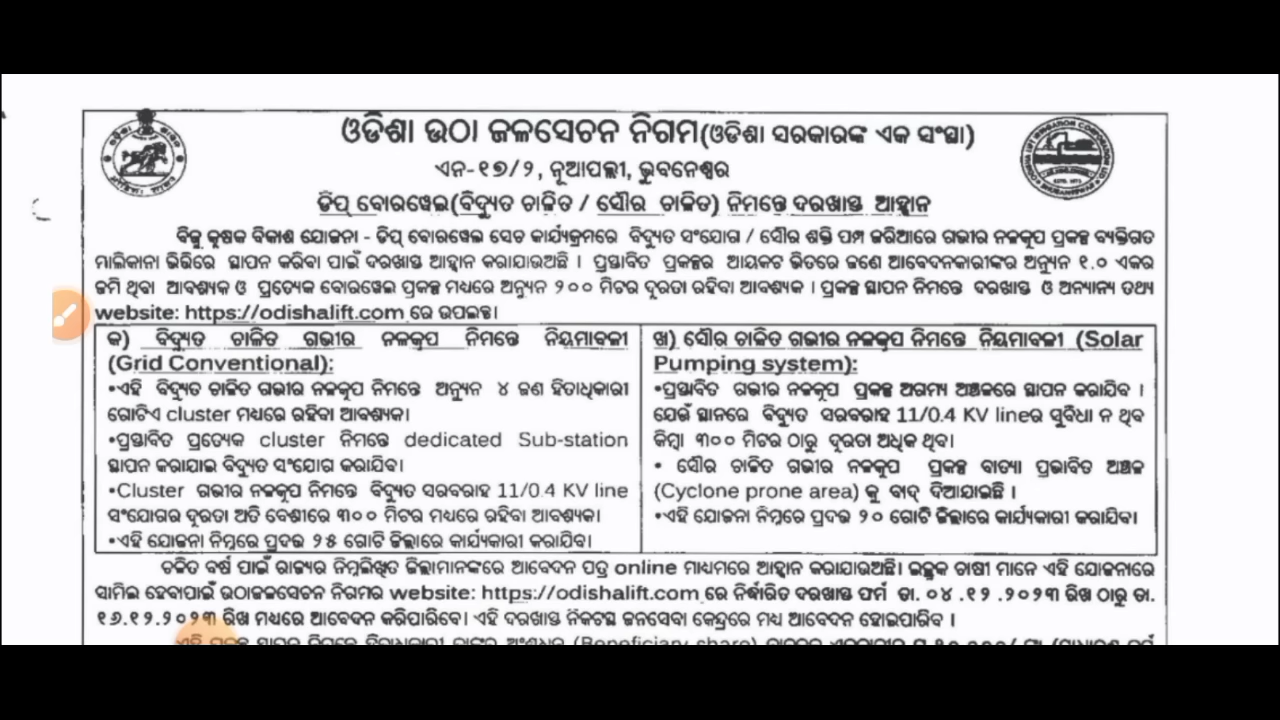 ଓଡିଶା ଉଠା ଜଳସେଚନ ନିଗମ(ଓଡିଶା ସରକାରଙ୍କ ଏକ ସଂସ୍ଥା)
ଏନ-୧୭/୨, ନୂଆପଲ୍ଲୀ, ଭୁବନେଶ୍ୱର
ଡିପ୍ ବୋରୱେଲ(ବିଦ୍ୟୁତ ଚାଳିତ / ସୌର ଚାଳିତ) ନିମନ୍ତେ ଦରଖାସ୍ତ ଆହ୍ୱାନ
ବିଜୁ କୃଷକ ବିକାଶ ଯୋଜନା - ଡିପ୍ ବୋରୱେଲ ସେଚ କାର୍ଯ୍ୟକ୍ରମରେ ବିଦ୍ୟୁତ ସଂଯୋଗ / ସୌର ଶକ୍ତି ପମ୍ପ ଜରିଆରେ ଗଭୀର ନଳକୂପ ପ୍ରକଳ୍ପ ବ୍ୟକ୍ତିଗତ
ମାଲିକାନା ଭିତ୍ତିରେ ସ୍ଥାପନ କରିବା ପାଇଁ ଦରଖାସ୍ତ ଆହ୍ୱାନ କରାଯାଉଅଛି । ପ୍ରସ୍ତାବିତ ପ୍ରକଳ୍ପର ଆୟକଟ ଭିତରେ ଜଣେ ଆବେଦନକାରୀଙ୍କର ଅନ୍ୟୁନ ୧.୦ ଏକର
ଜମି ଥିବା ଆବଶ୍ୟକ ଓ ପ୍ରତ୍ୟେକ ବୋରୱେଲ ପ୍ରକଳ୍ପ ମଧ୍ୟରେ ଅନ୍ୟୁନ ୨୦୦ ମିଟର ଦୂରତା ରହିବା ଆବଶ୍ୟକ । ପ୍ରକଳ୍ପ ସ୍ଥାପନ ନିମନ୍ତେ ଦରଖାସ୍ତ ଓ ଅନ୍ୟାନ୍ୟ ତଥ୍ୟ
website: https://odishalift.com ରେ ଉପଲବ୍ଧ।
କ) ବିଦ୍ୟୁତ ଚାଳିତ ଗଭୀର ନଳକୂପ ନିମନ୍ତେ ନିୟମାବଳୀ
(Grid Conventional):
•ଏହି ବିଦ୍ୟୁତ ଚାଳିତ ଗଭୀର ନଳକୂପ ନିମନ୍ତେ ଅନ୍ୟୁନ ୪ ଜଣ ହିତାଧିକାରୀ
ଗୋଟିଏ cluster ମଧ୍ୟରେ ରହିବା ଆବଶ୍ୟକ।
•ପ୍ରସ୍ତାବିତ ପ୍ରତ୍ୟେକ cluster ନିମନ୍ତେ dedicated Sub-station
ସ୍ଥାପନ କରାଯାଇ ବିଦ୍ୟୁତ ସଂଯୋଗ କରାଯିବ।
•Cluster ଗଭୀର ନଳକୂପ ନିମନ୍ତେ ବିଦ୍ୟୁତ ସରବରାହ 11/0.4 KV line
ସଂଯୋଗର ଦୂରତା ଅତି ବେଶୀରେ ୩୦୦ ମିଟର ମଧ୍ୟରେ ରହିବା ଆବଶ୍ୟକ।
•ଏହି ଯୋଜନା ନିମ୍ନରେ ପ୍ରଦତ୍ତ ୨୫ ଗୋଟି ଜିଲ୍ଲାରେ କାର୍ଯ୍ୟକାରୀ କରାଯିବ।
ଖ) ସୌର ଚାଳିତ ଗଭୀର ନଳକୂପ ନିମନ୍ତେ ନିୟମାବଳୀ (Solar
Pumping system):
•ପ୍ରସ୍ତାବିତ ଗଭୀର ନଳକୂପ ପ୍ରକଳ୍ପ ଅଗମ୍ୟ ଅଞ୍ଚଳରେ ସ୍ଥାପନ କରାଯିବ ।
ଯେଉଁ ସ୍ଥାନରେ ବିଦ୍ୟୁତ ସରବରାହ 11/0.4 KV lineର ସୁବିଧା ନ ଥିବ
କିମ୍ବା ୩୦୦ ମିଟର ଠାରୁ ଦୂରତା ଅଧିକ ଥିବ।
• ସୌର ଚାଳିତ ଗଭୀର ନଳକୂପ ପ୍ରକଳ୍ପ ବାତ୍ୟା ପ୍ରଭାବିତ ଅଞ୍ଚଳ
(Cyclone prone area) କୁ ବାଦ୍ ଦିଆଯାଇଛି ।
•ଏହି ଯୋଜନା ନିମ୍ନରେ ପ୍ରଦତ୍ତ ୨୦ ଗୋଟି ଜିଲ୍ଲାରେ କାର୍ଯ୍ୟକାରୀ କରାଯିବ।
ଚଳିତ ବର୍ଷ ପାଇଁ ରାଜ୍ୟର ନିମ୍ନଲିଖିତ ଜିଲ୍ଲାମାନଙ୍କରେ ଆବେଦନ ପତ୍ର online ମାଧ୍ୟମରେ ଆହ୍ୱାନ କରାଯାଉଅଛି। ଇଚ୍ଛୁକ ଚାଷୀ ମାନେ ଏହି ଯୋଜନାରେ
ସାମିଲ ହେବାପାଇଁ ଉଠାଜଳସେଚନ ନିଗମର website: https://odishalift.com ରେ ନିର୍ଦ୍ଧାରିତ ଦରଖାସ୍ତ ଫର୍ମ ତା. ୦୪ .୧୨ .୨୦୨୩ ରିଖ ଠାରୁ ତା.
୧୬.୧୨.୨୦୨୩ ରିଖ ମଧ୍ୟରେ ଆବେଦନ କରିପାରିବେ। ଏହି ଦରଖାସ୍ତ ନିକଟସ୍ଥ ଜନସେବା କେନ୍ଦ୍ରରେ ମଧ୍ୟ ଆବେଦନ ହୋଇପାରିବ ।
(Beneficiary share)